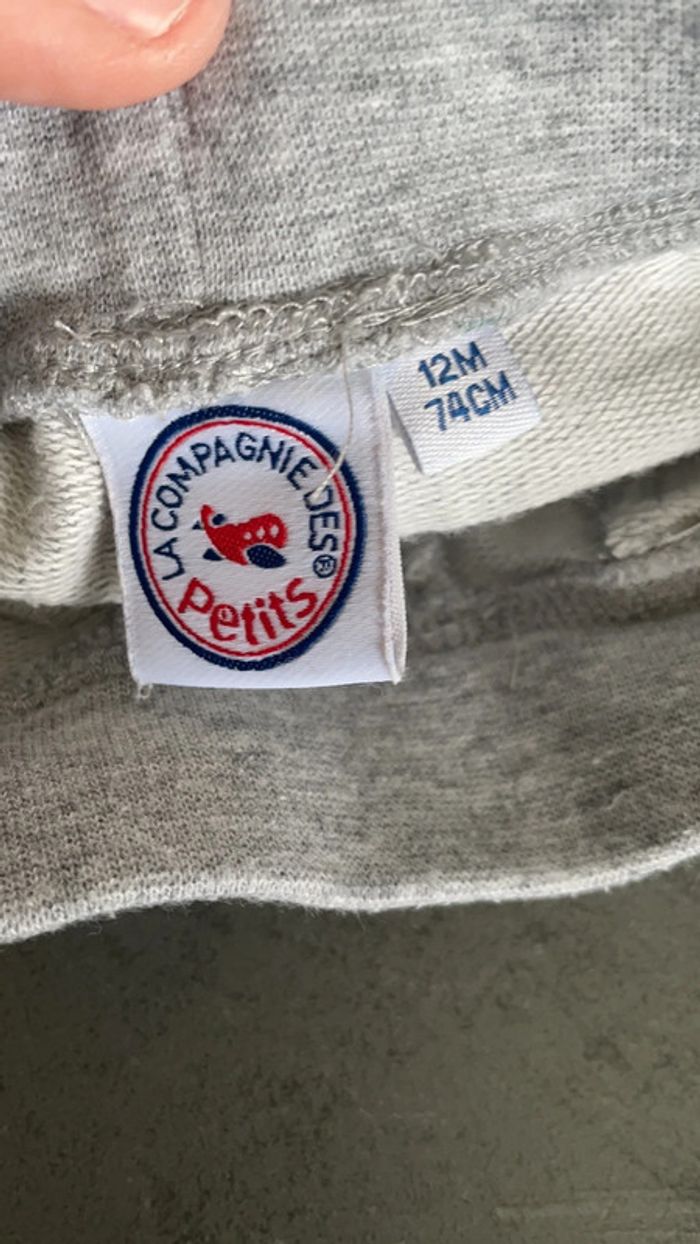 LA COMPAGNIE DES®
Petits
12M
74CM